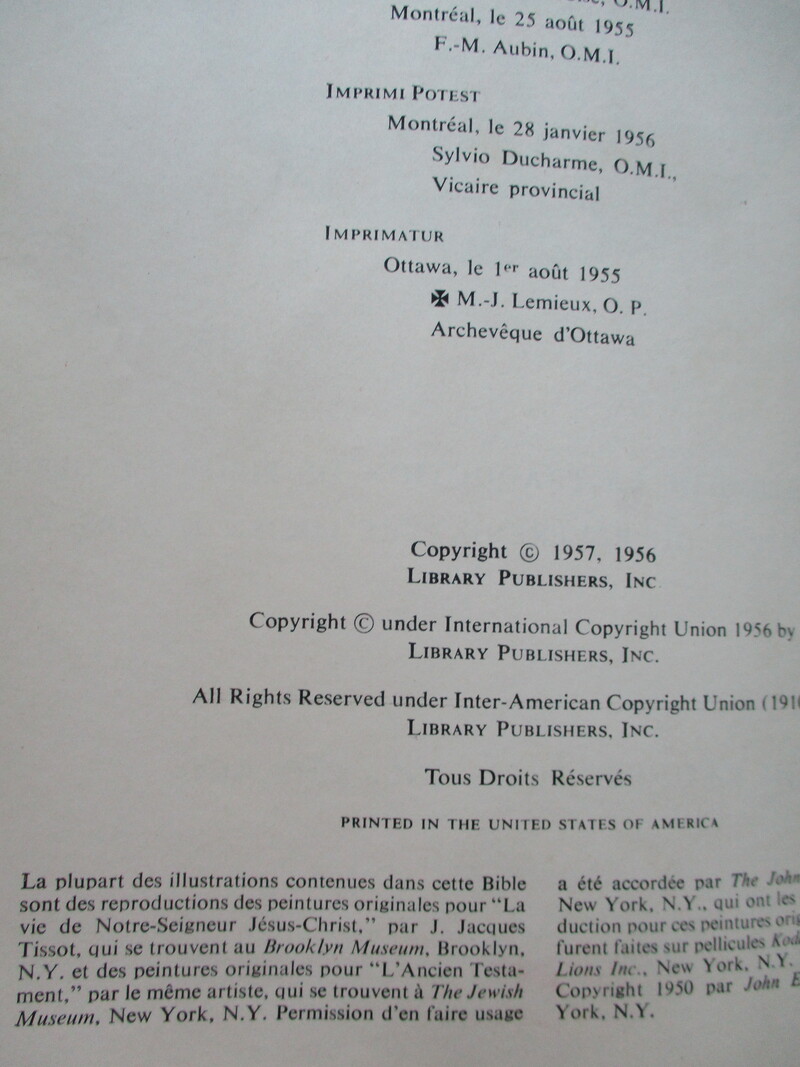 O.M.I.
Montréal, le 25 août 1955
F.-M. Aubin, O.M.I.
IMPRIMI POTEST
Montréal, le 28 janvier 1956
Sylvio Ducharme, O.M.I.,
Vicaire provincial
IMPRIMATUR
Ottawa, le 1er août 1955
✠ M.-J. Lemieux, O. P.
Archevêque d'Ottawa
Copyright © 1957, 1956
LIBRARY PUBLISHERS, INC
Copyright © under International Copyright Union 1956 by
LIBRARY PUBLISHERS, INC.
All Rights Reserved under Inter-American Copyright Union (191
LIBRARY PUBLISHERS, INC.
Tous Droits Réservés
PRINTED IN THE UNITED STATES OF AMERICA
La plupart des illustrations contenues dans cette Bible
sont des reproductions des peintures originales pour "La
vie de Notre-Seigneur Jésus-Christ," par J. Jacques
Tissot, qui se trouvent au Brooklyn Museum, Brooklyn,
N.Y. et des peintures originales pour "L'Ancien Testa-
ment," par le même artiste, qui se trouvent à The Jewish
Museum, New York, N.Y. Permission d'en faire usage
a été accordée par The John
New York, N.Y., qui ont les
duction pour ces peintures orig
furent faites sur pellicules Kod
Lions Inc., New York, N.Y.
Copyright 1950 par John E
York, N.Y.